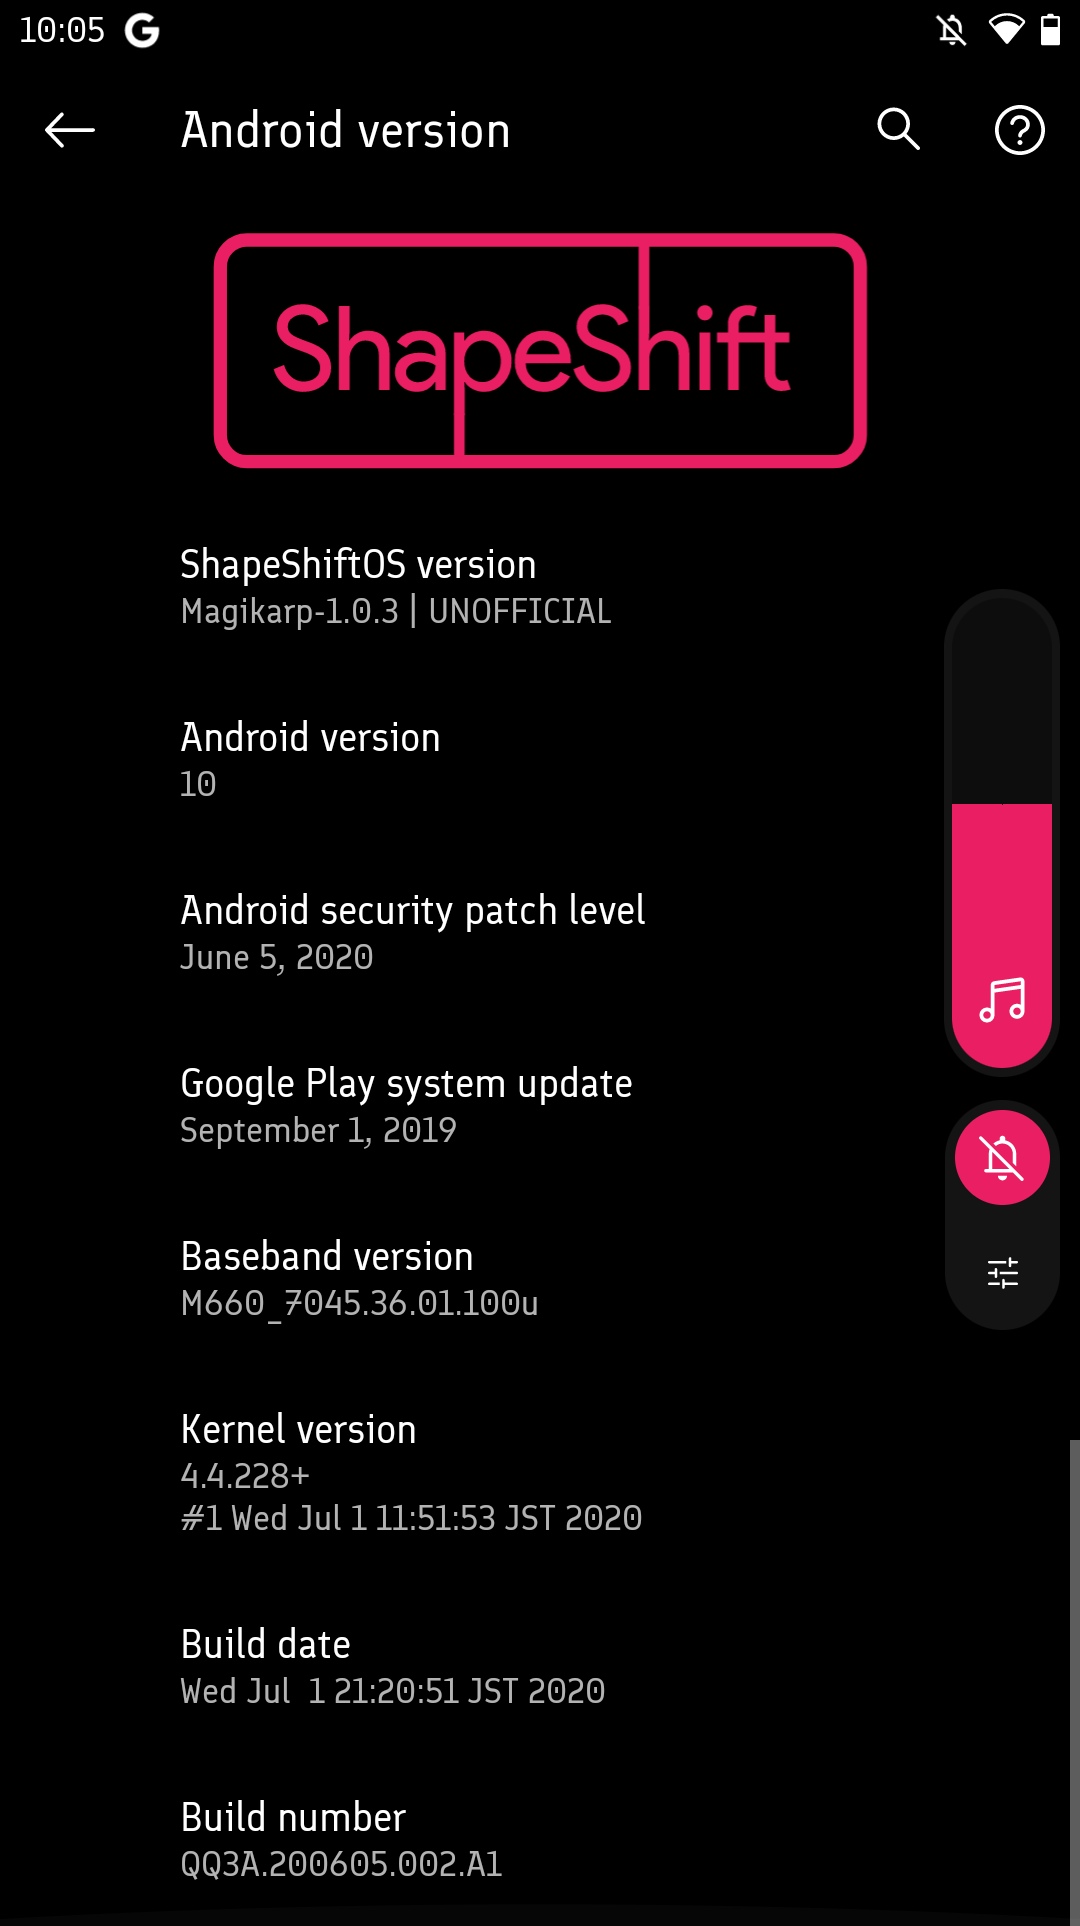 10:05
Android version
ShapeShift
ShapeShiftOS version
Magikarp-1.0.3 | UNOFFICIAL
Android version
10
Android security patch level
June 5, 2020
Google Play system update
September 1, 2019
Baseband version
M660_7045.36.01.100u
Kernel version
4.4.228+
#1 Wed Jul 1 11:51:53 JST 2020
Build date
Wed Jul  1 21:20:51 JST 2020
Build number
QQ3A.200605.002.A1